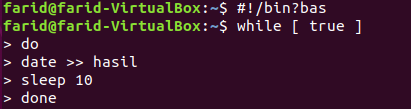 farid@farid-VirtualBox:~$ #!/bin?bas
farid@farid-VirtualBox:~$ while [ true ]
> do
> date >> hasil
> sleep 10
> done